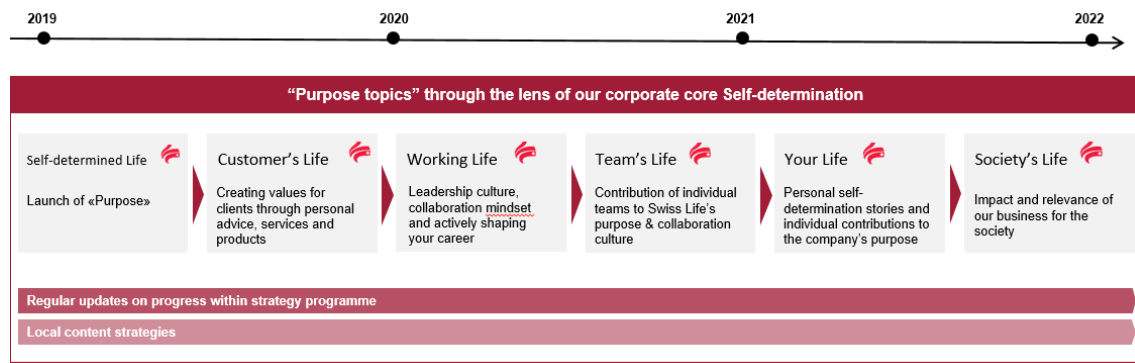 2019
2020
2021
2022
“Purpose topics” through the lens of our corporate core Self-determination
Self-determined Life
Launch of «Purpose»
Customer's Life
Creating values for
clients through personal
advice, services and
products
Working Life
Leadership culture,
collaboration mindset
and actively shaping
your career
Team's Life
Contribution of individual
teams to Swiss Life's
purpose & collaboration
culture
Your Life
Personal self-
determination stories and
individual contributions to
the company's purpose
Society's Life
Impact and relevance of
our business for the
society
Regular updates on progress within strategy programme
Local content strategies